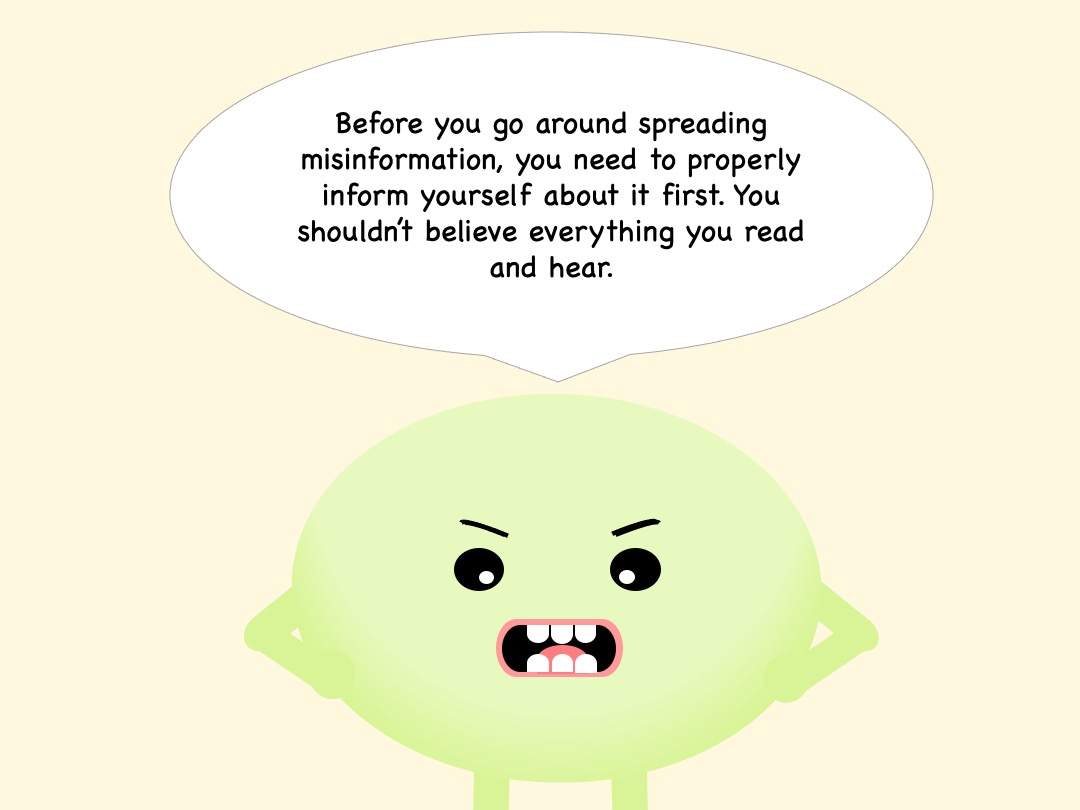 Before you go around spreading
misinformation, you need to properly
inform yourself about it first. You
shouldn't believe everything you read
and hear.